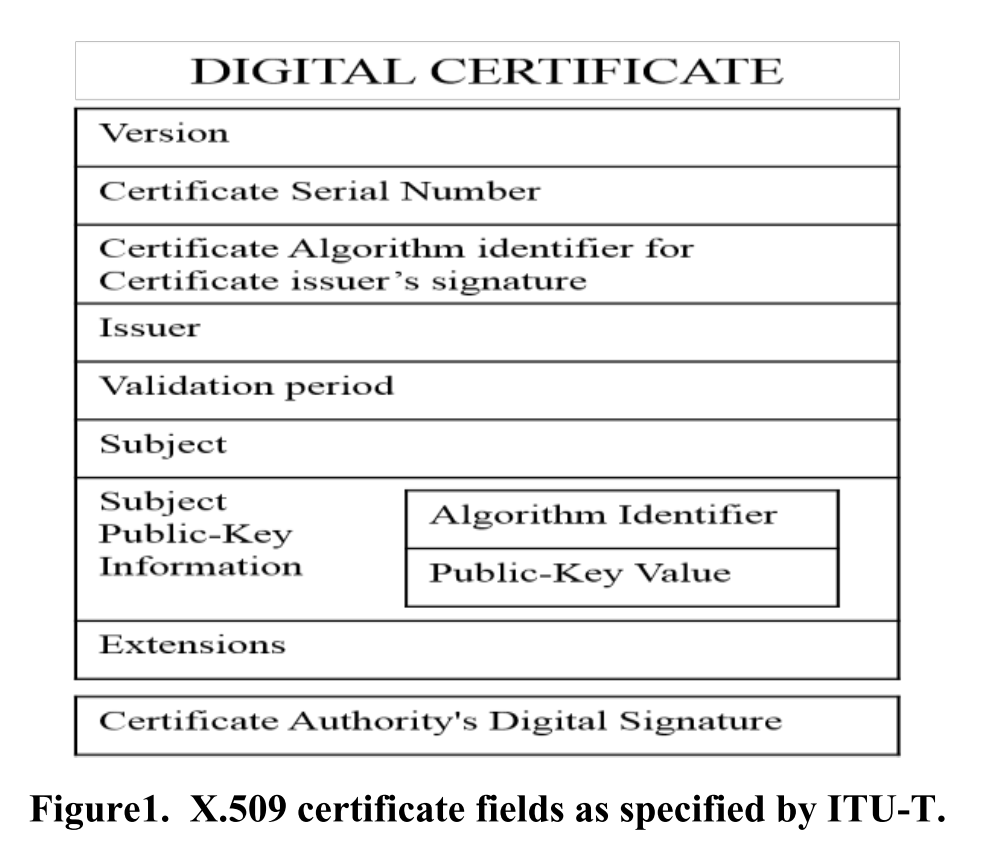 DIGITAL CERTIFICATE
Version
Certificate Serial Number
Certificate Algorithm identifier for
Certificate issuer’s signature
Issuer
Validation period
Subject
Subject
Public-Key
Information
Algorithm Identifier
Public-Key Value
Extensions
Certificate Authority's Digital Signature
Figure1. X.509 certificate fields as specified by ITU-T.